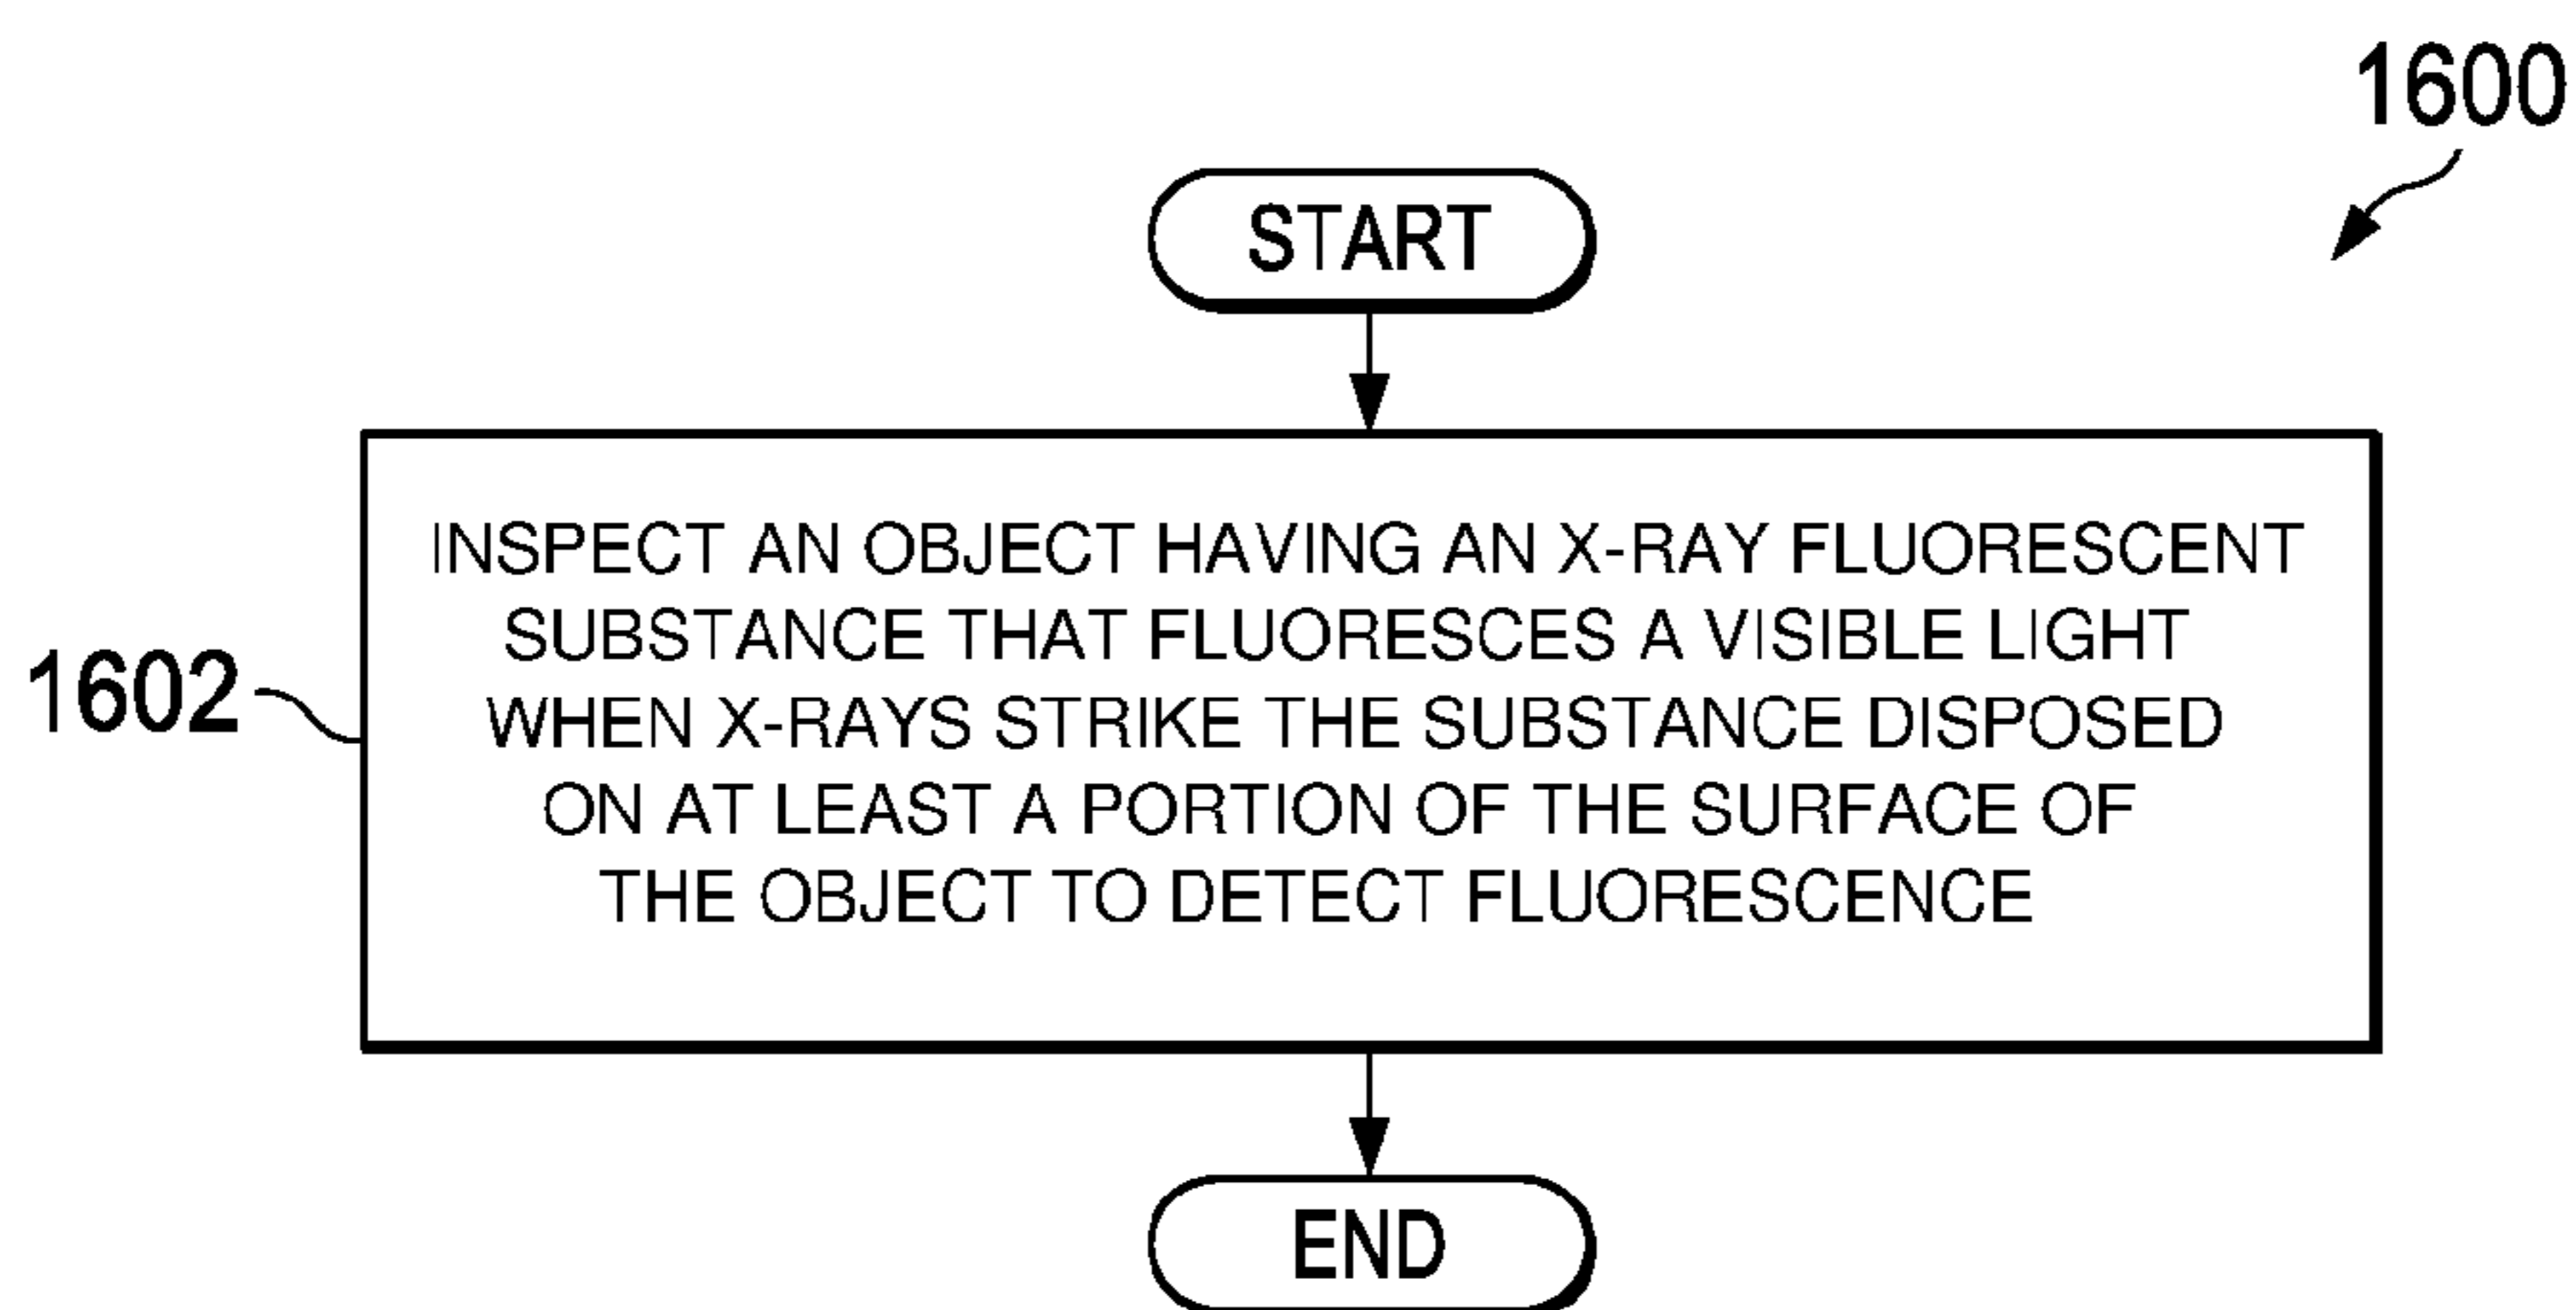 1600
START
INSPECT AN OBJECT HAVING AN X-RAY FLUORESCENT
SUBSTANCE THAT FLUORESCES A VISIBLE LIGHT
WHEN X-RAYS STRIKE THE SUBSTANCE DISPOSED
ON AT LEAST A PORTION OF THE SURFACE OF
THE OBJECT TO DETECT FLUORESCENCE
1602
END